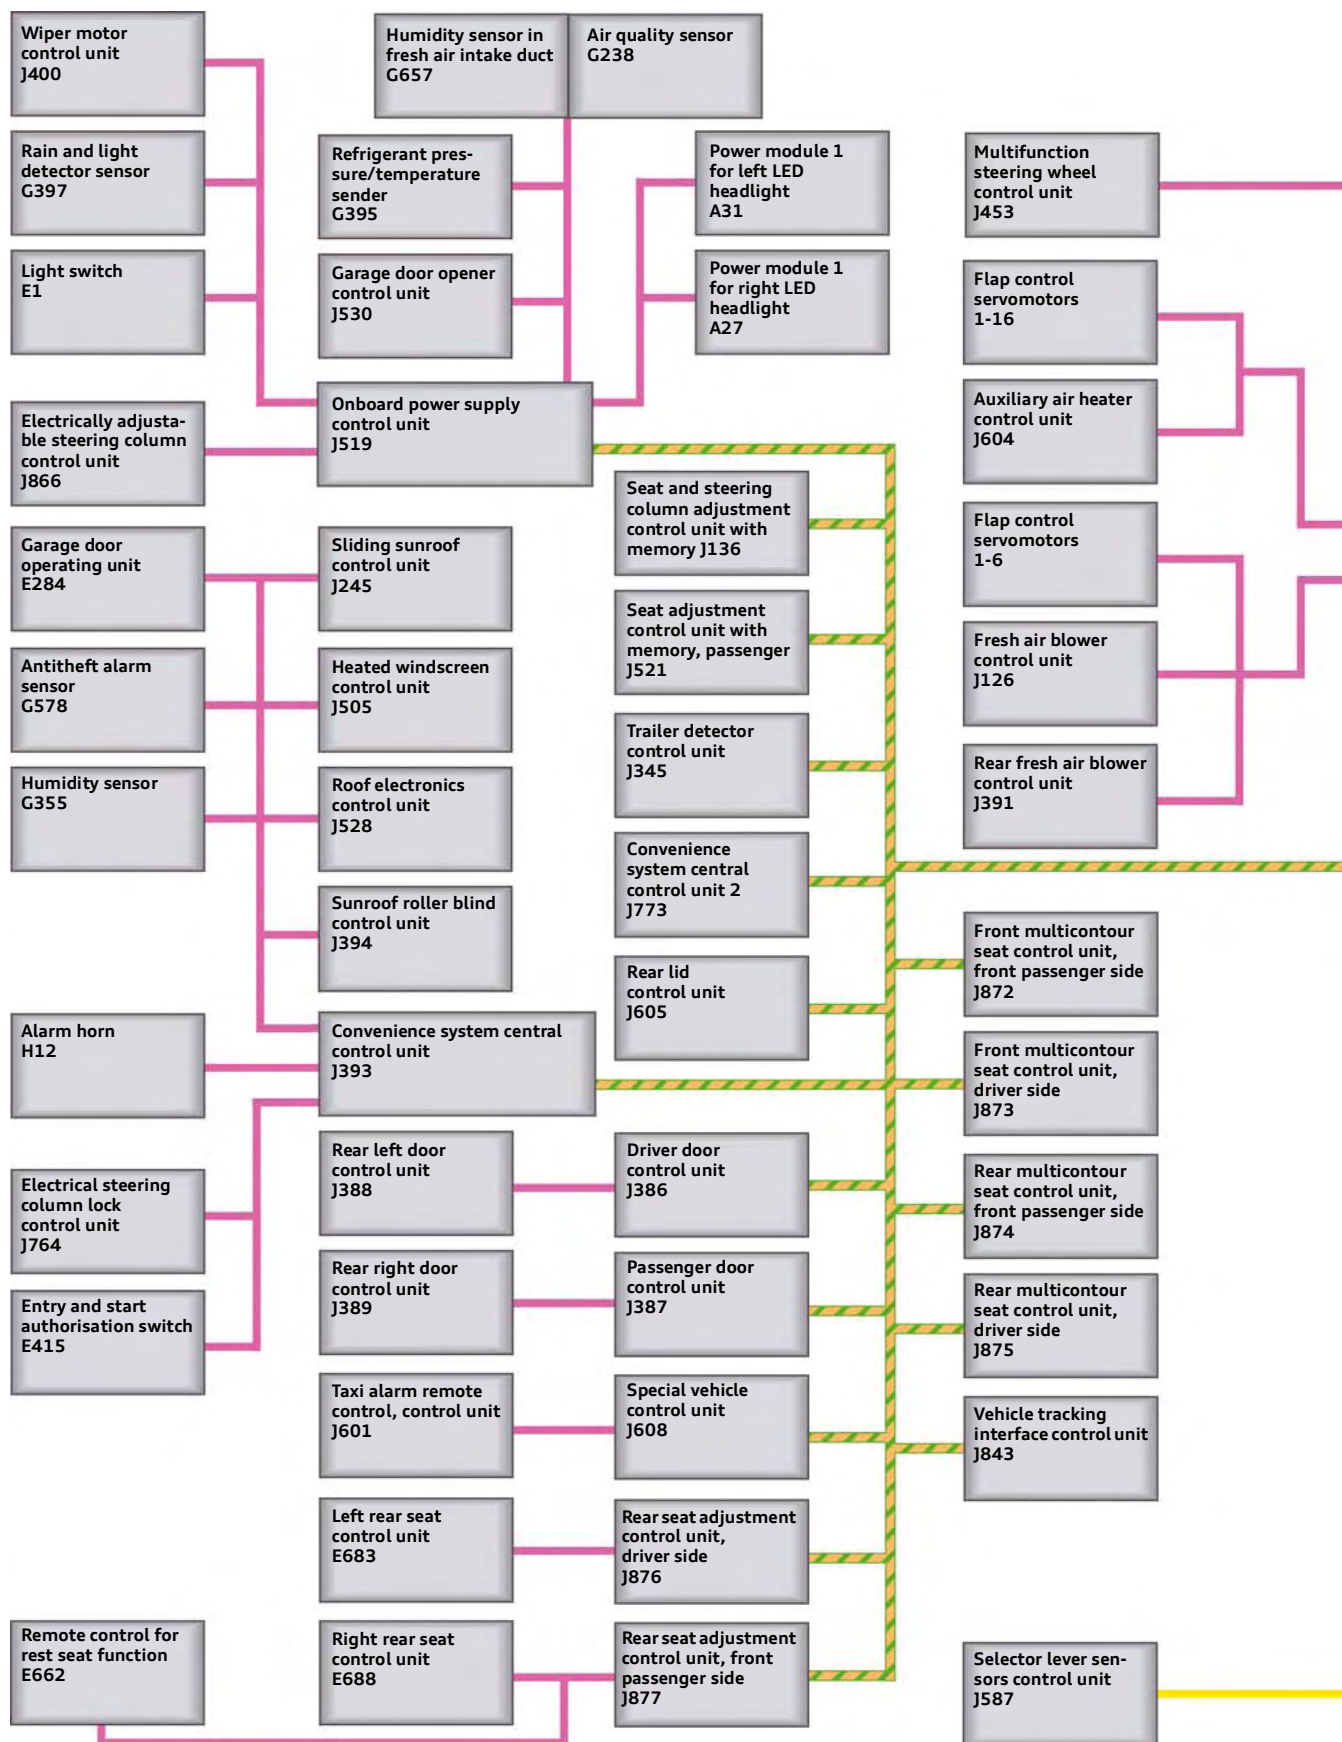 Wiper motor
control unit
J400
Humidity sensor in
fresh air intake duct
G657
Air quality sensor
G238
Rain and light
detector sensor
G397
Refrigerant pres-
sure/temperature
sender
G395
Power module 1
for left LED
headlight
A31
Multifunction
steering wheel
control unit
J453
Light switch
E1
Garage door opener
control unit
J530
Power module 1
for right LED
headlight
A27
Flap control
servomotors
1-16
Electrically adjusta-
ble steering column
control unit
J866
Onboard power supply
control unit
J519
Auxiliary air heater
control unit
J604
Seat and steering
column adjustment
control unit with
memory J136
Garage door
operating unit
E284
Sliding sunroof
control unit
J245
Flap control
servomotors
1-6
Seat adjustment
control unit with
memory, passenger
J521
Antitheft alarm
sensor
G578
Heated windscreen
control unit
J505
Fresh air blower
control unit
J126
Trailer detector
control unit
J345
Humidity sensor
G355
Roof electronics
control unit
J528
Rear fresh air blower
control unit
J391
Convenience
system central
control unit 2
J773
Sunroof roller blind
control unit
J394
Front multicontour
seat control unit,
front passenger side
J872
Rear lid
control unit
J605
Alarm horn
H12
Convenience system central
control unit
J393
Front multicontour
seat control unit,
driver side
J873
Rear left door
control unit
J388
Driver door
control unit
J386
Electrical steering
column lock
control unit
J764
Rear multicontour
seat control unit,
front passenger side
J874
Rear right door
control unit
J389
Passenger door
control unit
J387
Entry and start
authorisation switch
E415
Rear multicontour
seat control unit,
driver side
J875
Taxi alarm remote
control, control unit
J601
Special vehicle
control unit
J608
Vehicle tracking
interface control unit
J843
Left rear seat
control unit
E683
Rear seat adjustment
control unit,
driver side
J876
Remote control for
rest seat function
E662
Right rear seat
control unit
E688
Rear seat adjustment
control unit, front
passenger side
J877
Selector lever sen-
sors control unit
J587